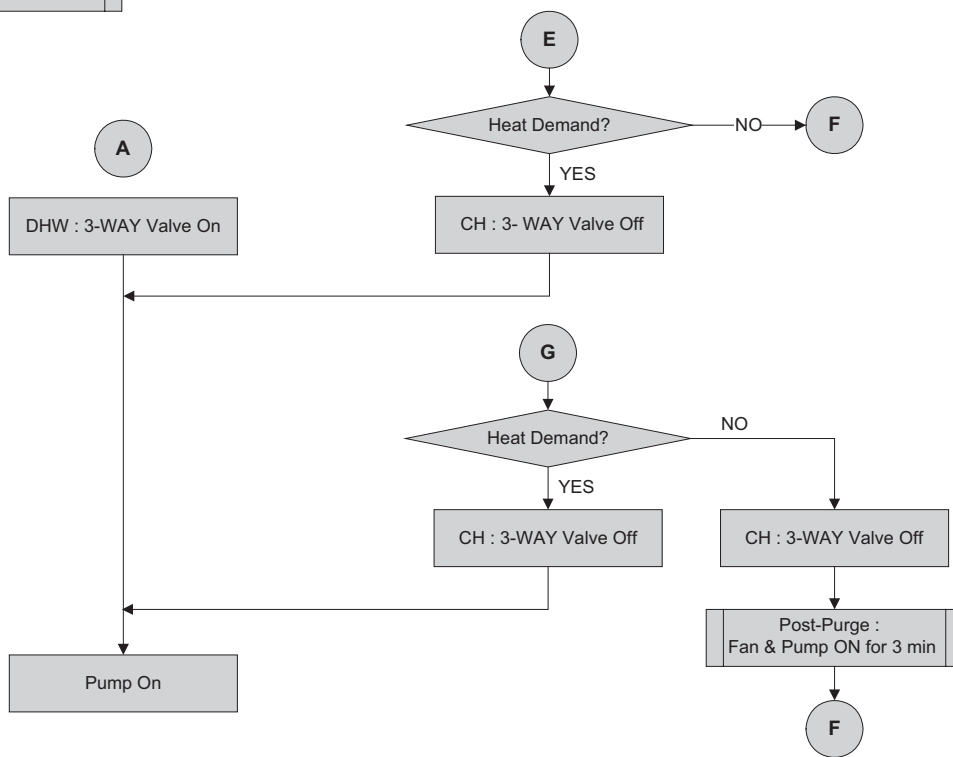 E
Heat Demand?
NO
F
A
YES
DHW : 3-WAY Valve On
CH : 3- WAY Valve Off
G
Heat Demand?
NO
YES
CH : 3-WAY Valve Off
CH : 3-WAY Valve Off
Post-Purge :
Fan & Pump ON for 3 min
Pump On
F